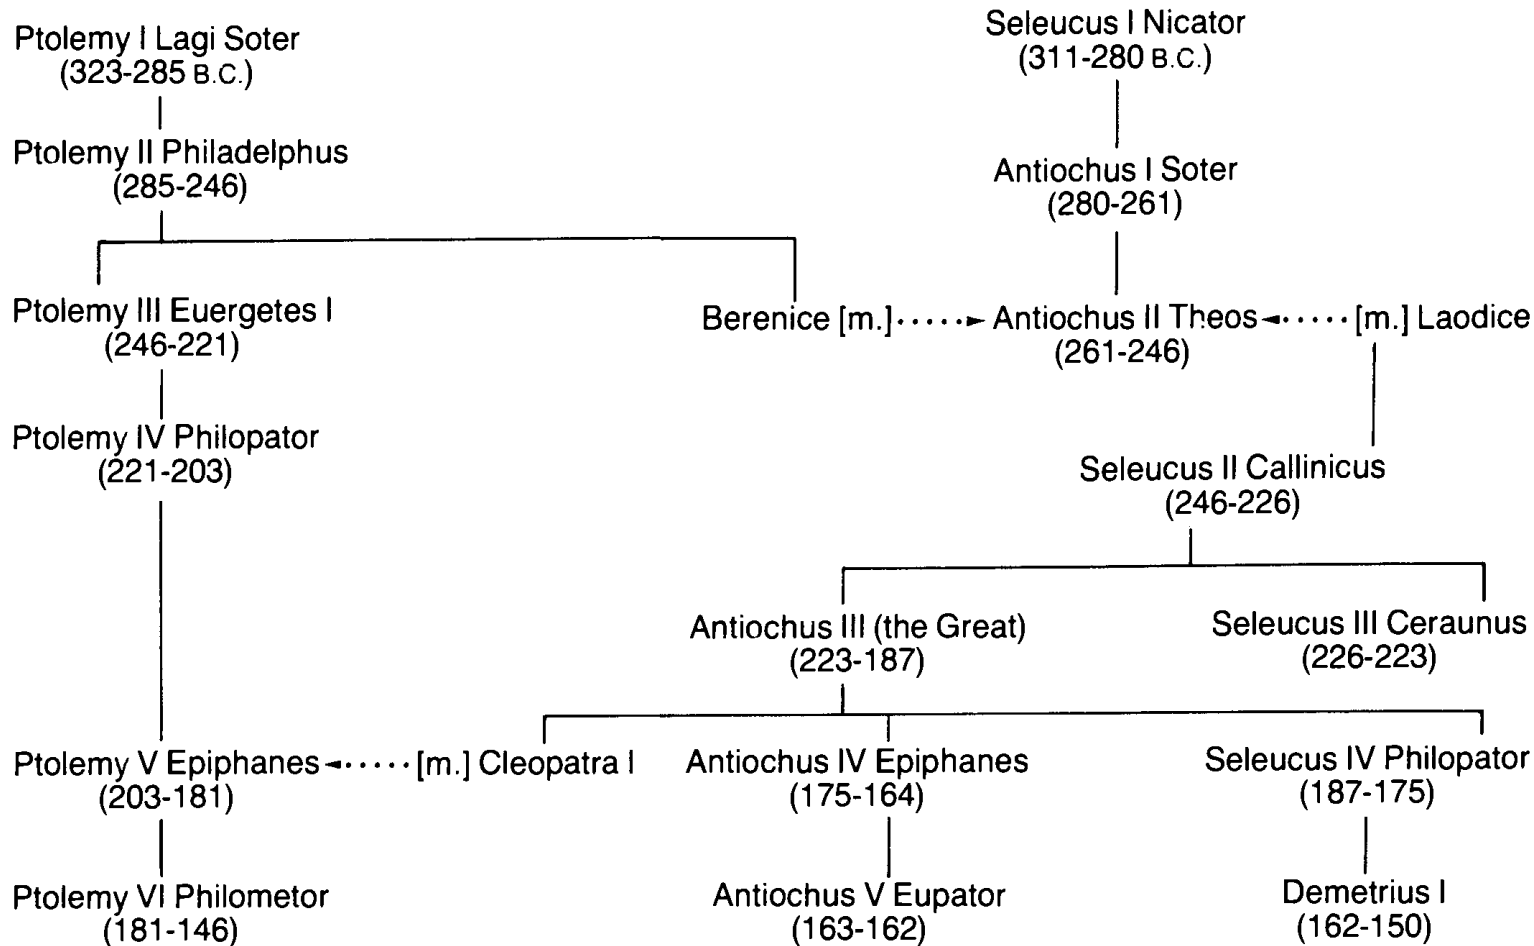 Ptolemy I Lagi Soter
(323-285 B.C.)
Seleucus I Nicator
(311-280 B.C.)
Ptolemy II Philadelphus
(285-246)
Antiochus I Soter
(280-261)
Ptolemy III Euergetes I
(246-221)
Berenice [m.]·····► Antiochus II Theos ◄·····[m.] Laodice
(261-246)
Ptolemy IV Philopator
(221-203)
Seleucus II Callinicus
(246-226)
Antiochus III (the Great)
(223-187)
Seleucus III Ceraunus
(226-223)
Ptolemy V Epiphanes ◄·····[m.] Cleopatra I
(203-181)
Antiochus IV Epiphanes
(175-164)
Seleucus IV Philopator
(187-175)
Ptolemy VI Philometor
(181-146)
Antiochus V Eupator
(163-162)
Demetrius I
(162-150)